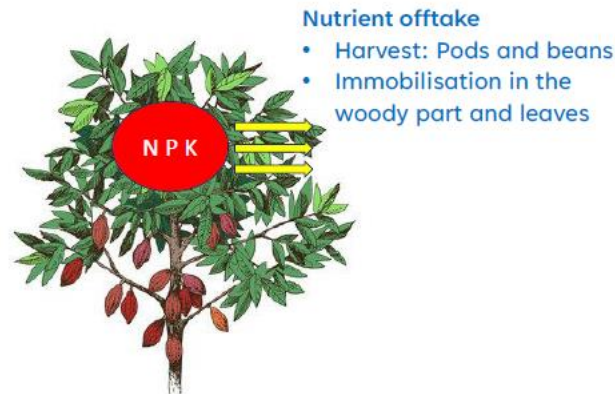 Nutrient offtake
• Harvest: Pods and beans
• Immobilisation in the
woody part and leaves
N P K